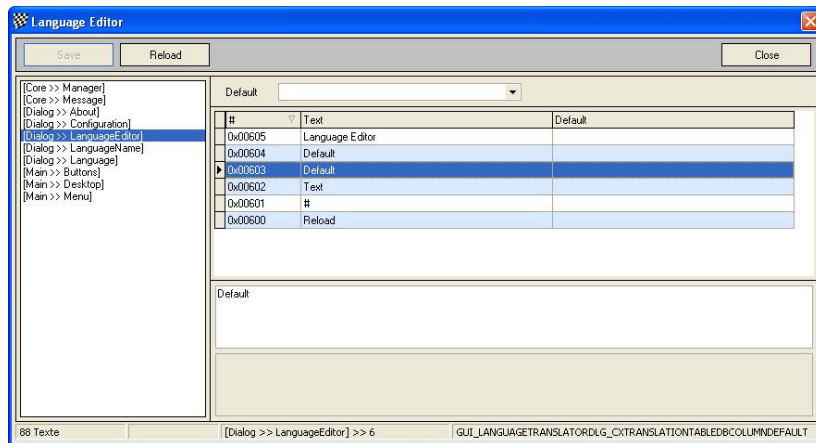 Language Editor
Save Reload Close
[Core >> Manager]
[Core >> Message]
[Dialog >> About]
[Dialog >> Configuration]
[Dialog >> LanguageEditor]
[Dialog >> LanguageName]
[Dialog >> Language]
[Main >> Buttons]
[Main >> Desktop]
[Main >> Menu]
Default
# Text Default
0x00605 Language Editor
0x00604 Default
0x00603 Default
0x00602 Text
0x00601 #
0x00600 Reload
Default
88 Texte [Dialog >> LanguageEditor] >> 6 GUI_LANGUAGETRANSLATORDLG_CXTRANSLATIONTABLEDBCOLUMNDEFAULT